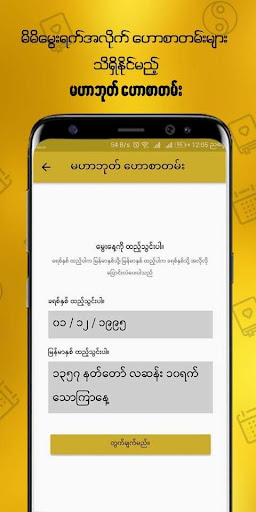 မိမိမွေးရက်အလိုက် ဟောစာတမ်းများ
သိရှိနိုင်မည့်
မဟာဘုတ် ဟောစာတမ်း
54 B/s 12:05
မဟာဘုတ် ဟောစာတမ်း
မွေးနေ့ကို ထည့်သွင်းပါ။
ခရစ်နှစ် ထည့်ပါက မြန်မာနှစ်သို့ မြန်မာနှစ် ထည့်ပါက ခရစ်နှစ်သို့ အလိုလို
ပြောင်းလဲပေးပါသည်
ခရစ်နှစ် ထည့်သွင်းပါ။
၀၁ / ၁၂ / ၁၉၉၅
မြန်မာနှစ် ထည့်သွင်းပါ။
၁၃၅၇ နတ်တော် လဆန်း ၁၀ရက်
သောကြာနေ့
တွက်ချက်မည်။